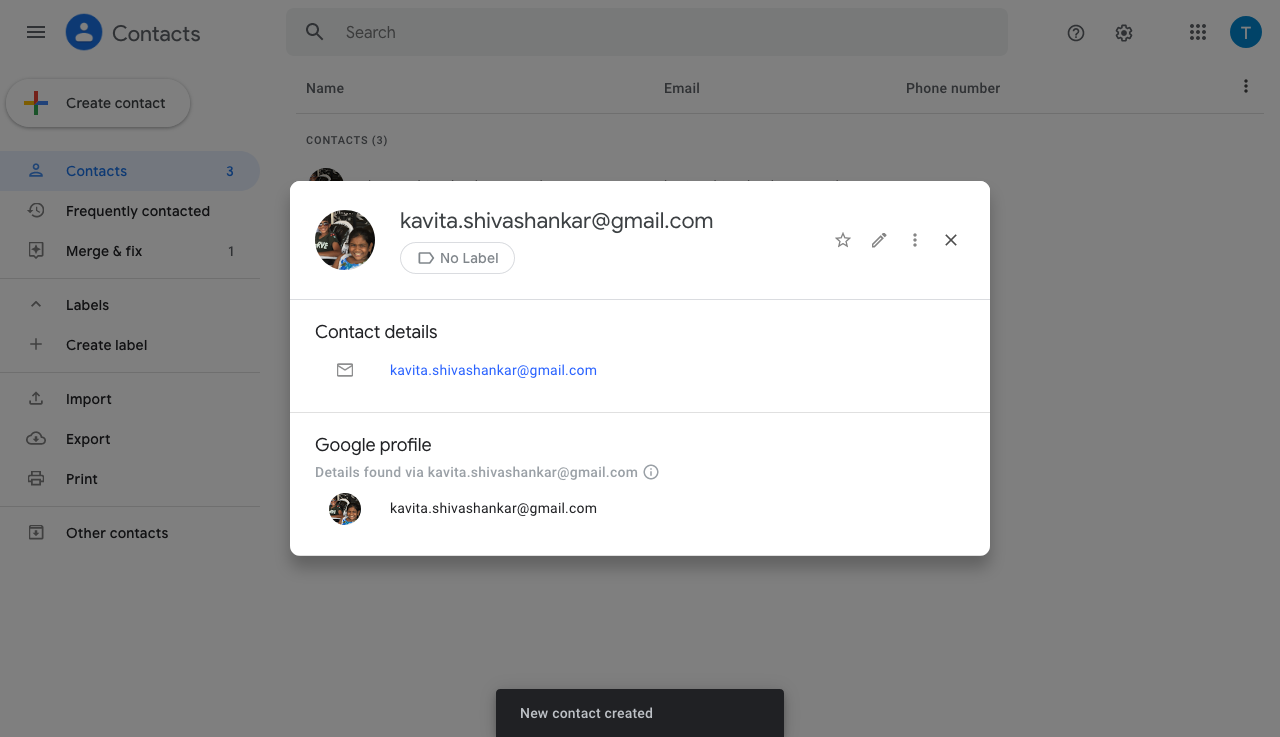 Contacts
Search
T
Create contact
Name
Email
Phone number
CONTACTS (3)
Contacts
3
Frequently contacted
Merge & fix
1
Labels
Create label
Import
Export
Print
Other contacts
kavita.shivashankar@gmail.com
No Label
Contact details
kavita.shivashankar@gmail.com
Google profile
Details found via kavita.shivashankar@gmail.com
kavita.shivashankar@gmail.com
New contact created